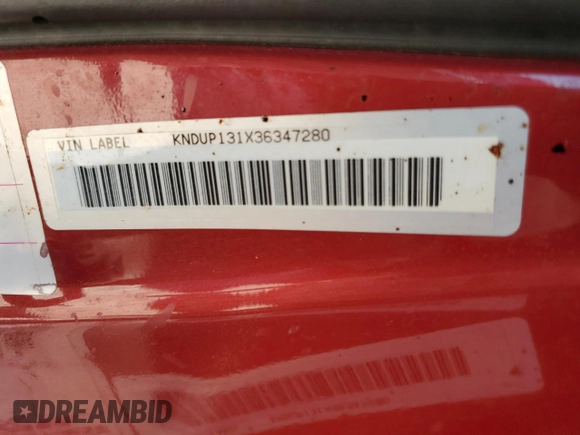 VIN LABEL KNDUP131X36347280
DREAMBID